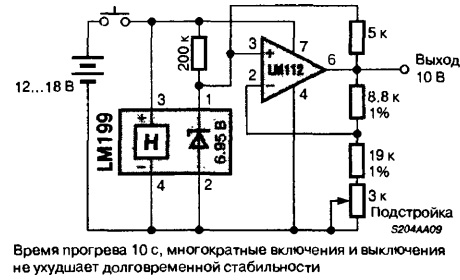 12...18 В
200 к
LM199
3
1
+
Н
–
6.95 В
4
2
3
+
2
–
LM112
7
6
4
5 к
Выход
10 В
8,8 к
1%
19 к
1%
3 к
Подстройка
S204AA09
Время прогрева 10 с, многократные включения и выключения
не ухудшает долговременной стабильности